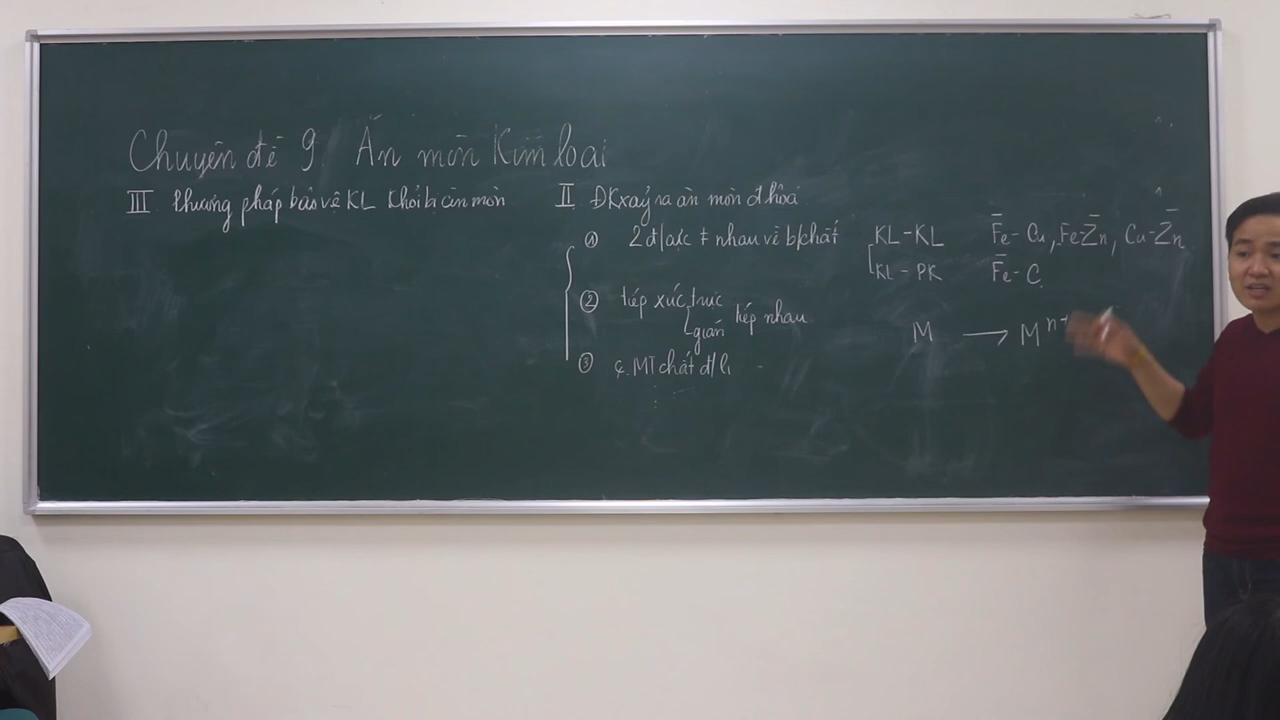 Chuyên đề 9. Ăn mòn Kim loại
III phương pháp bảo vệ KL khỏi bị ăn mòn
II. ĐK xảy ra ăn mòn đ hóa
① 2 đ/cực ≠ nhau về b/chất
KL-KL Fe-Cu, Fe-Zn, Cu-Zn
KL-PK Fe-C
② tiếp xúc trực tiếp nhau
gián
③ MT chất đ/li
M → M n+